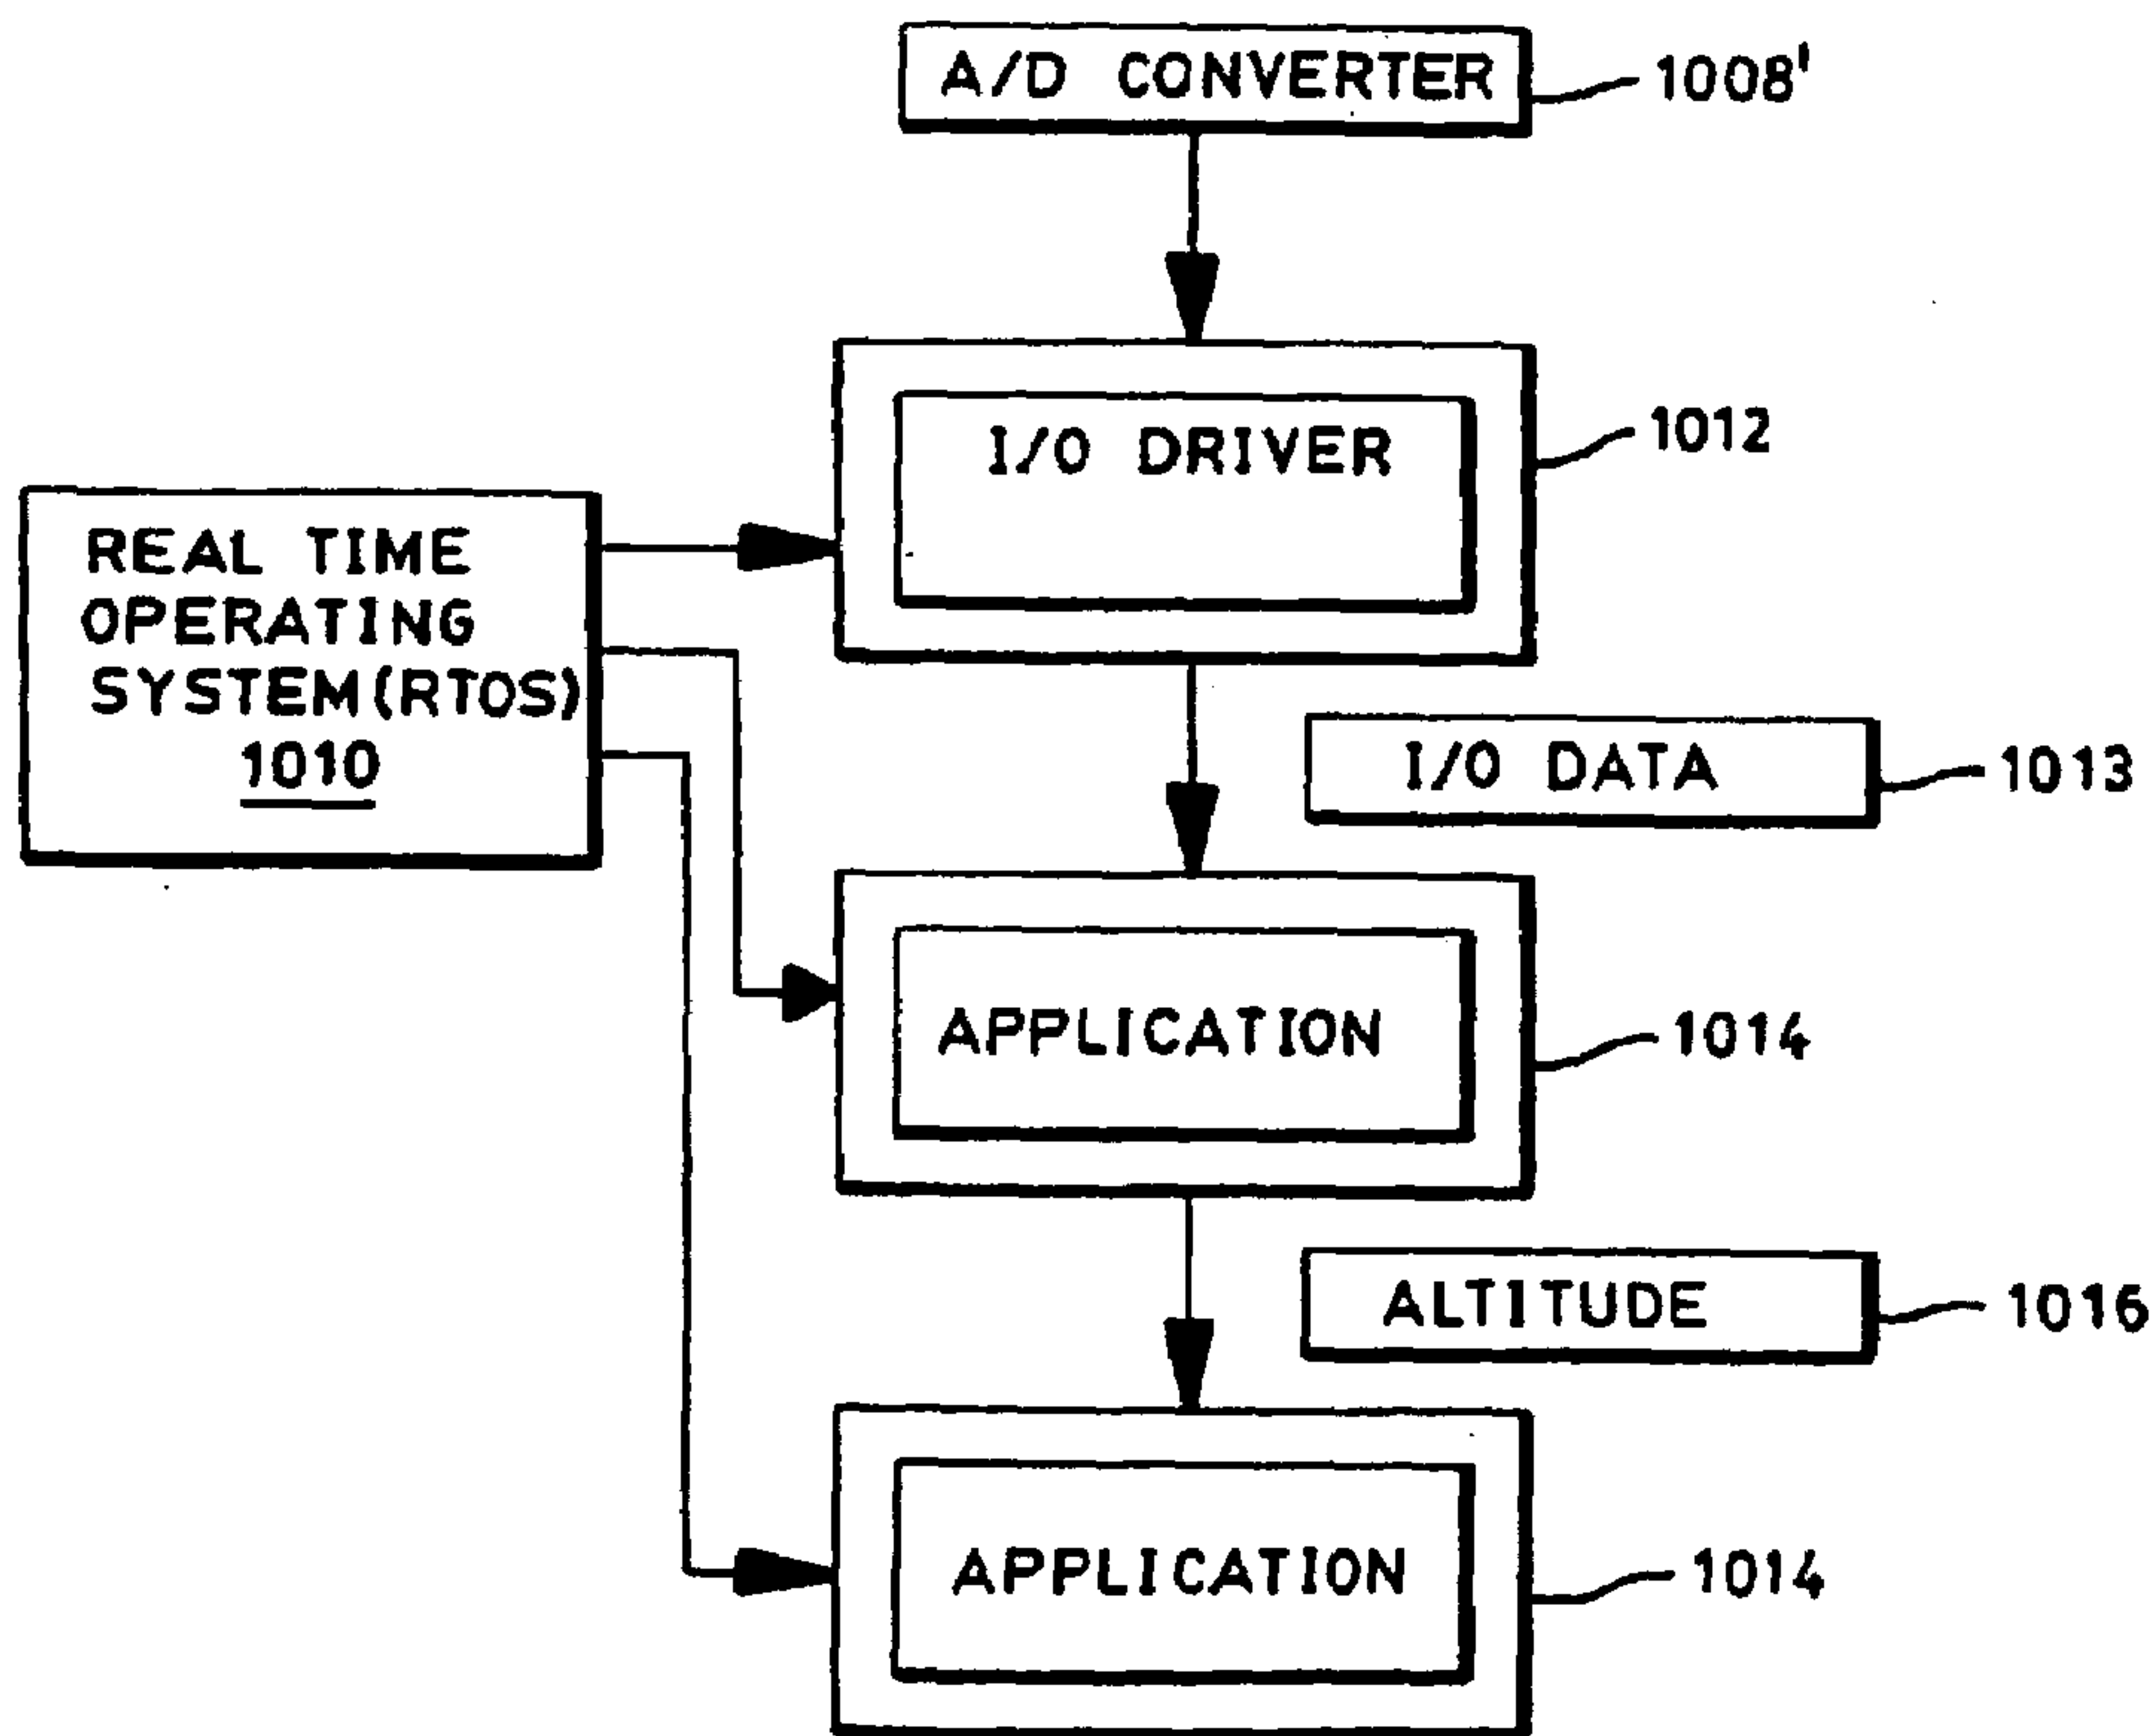 A/D CONVERTER
1008'
I/O DRIVER
1012
REAL TIME
OPERATING
SYSTEM(RTOS)
1010
I/O DATA
1013
APPLICATION
1014
ALTITUDE
1016
APPLICATION
1014